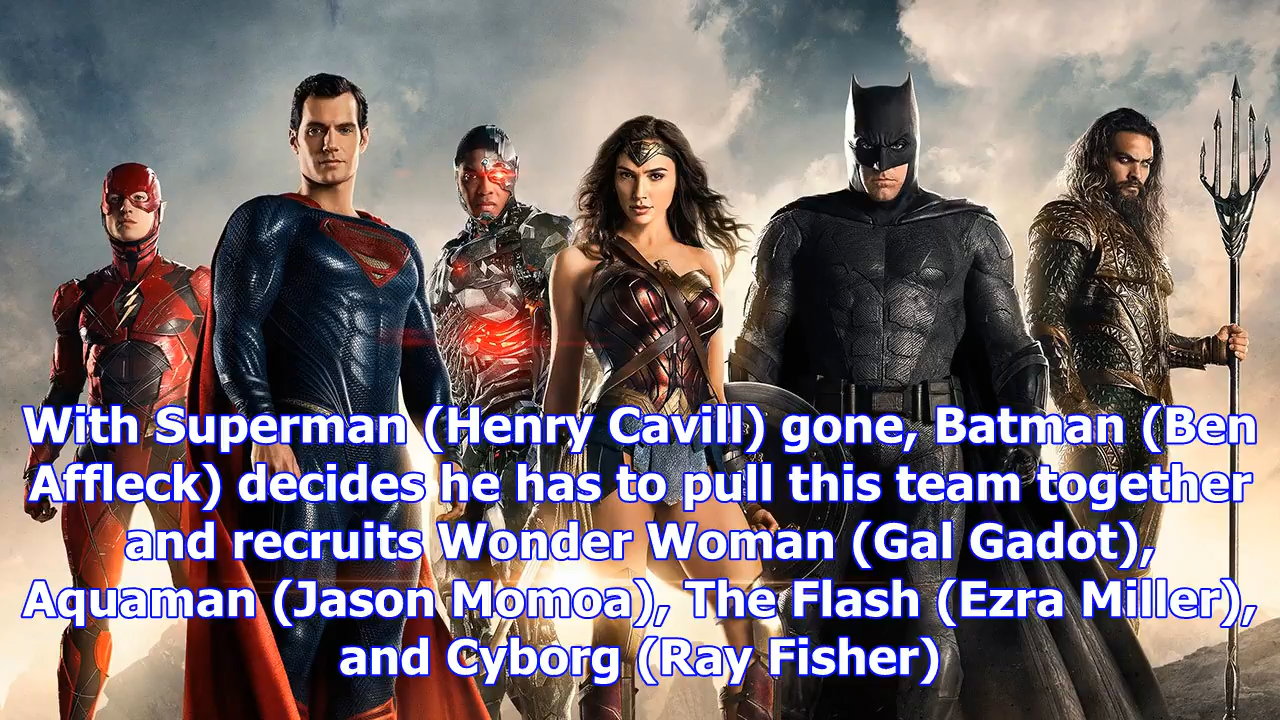 With Superman (Henry Cavill) gone, Batman (Ben
Affleck) decides he has to pull this team together
and recruits Wonder Woman (Gal Gadot),
Aquaman (Jason Momoa), The Flash (Ezra Miller),
and Cyborg (Ray Fisher)